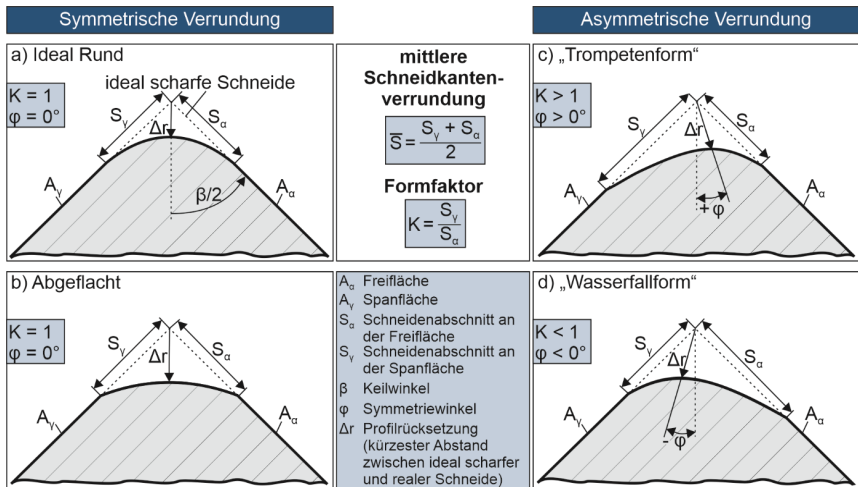 Symmetrische Verrundung
Asymmetrische Verrundung
a) Ideal Rund
ideal scharfe Schneide
K = 1
φ = 0°
Sγ
Sα
Δr
β/2
Aγ
Aα
mittlere
Schneidkanten-
verrundung
S̅ = (Sγ + Sα) / 2
Formfaktor
K = Sγ / Sα
c) „Trompetenform“
K > 1
φ > 0°
Sγ
Sα
Δr
+ φ
Aγ
Aα
b) Abgeflacht
K = 1
φ = 0°
Sγ
Sα
Δr
Aγ
Aα
Aα Freifläche
Aγ Spanfläche
Sα Schneidenabschnitt an
der Freifläche
Sγ Schneidenabschnitt an
der Spanfläche
β Keilwinkel
φ Symmetriewinkel
Δr Profilrücksetzung
(kürzester Abstand
zwischen ideal scharfer
und realer Schneide)
d) „Wasserfallform“
K < 1
φ < 0°
Sγ
Sα
Δr
- φ
Aγ
Aα